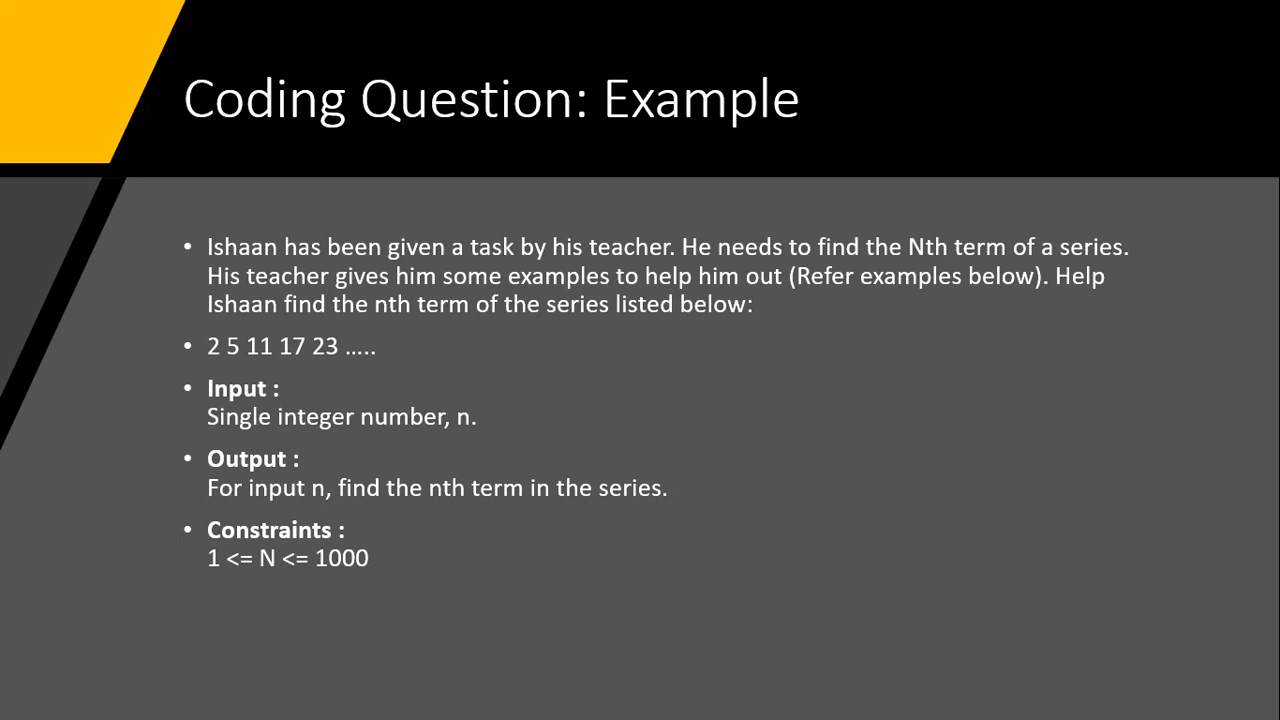 Coding Question: Example
• Ishaan has been given a task by his teacher. He needs to find the Nth term of a series.
His teacher gives him some examples to help him out (Refer examples below). Help
Ishaan find the nth term of the series listed below:
• 2 5 11 17 23 …..
• Input :
Single integer number, n.
• Output :
For input n, find the nth term in the series.
• Constraints :
1 <= N <= 1000